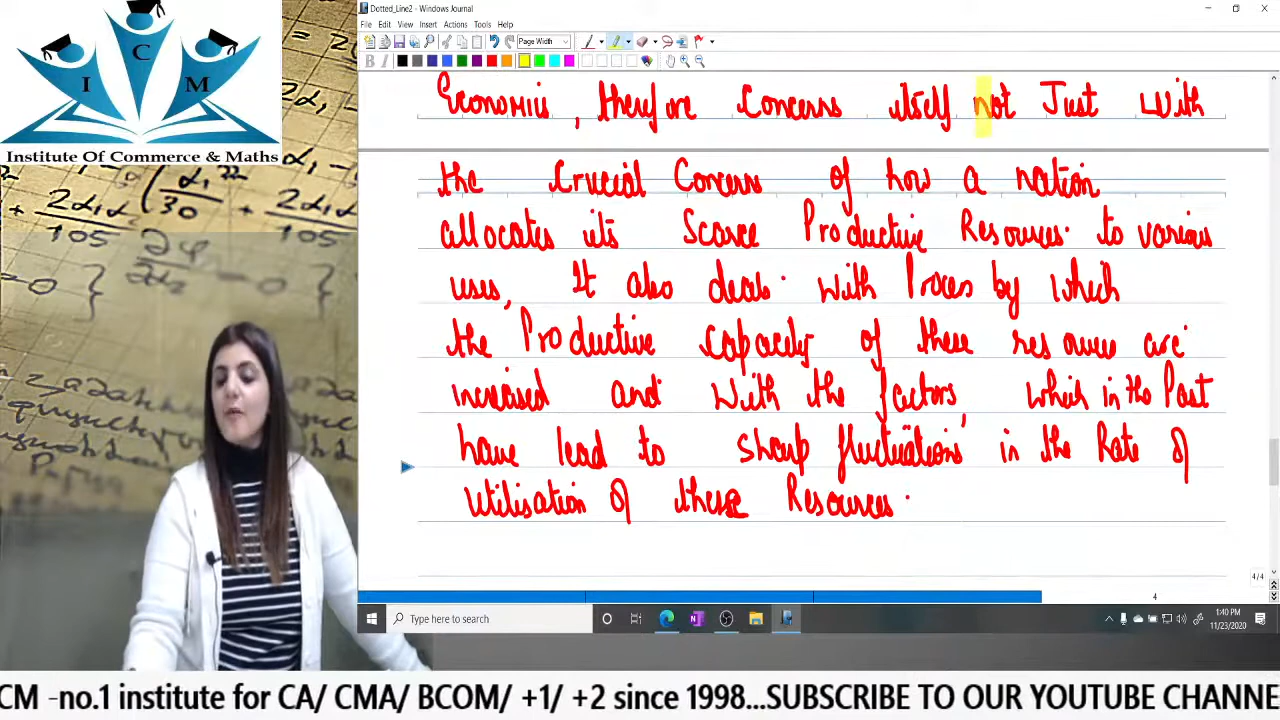 Dotted_Line2 - Windows Journal
File Edit View Insert Actions Tools Help
Page Width
B I
I C M
Institute Of Commerce & Maths
Economics, therefore Concerns itself not Just With
the Crucial Concern of how a nation
allocates its Scarce Productive Resources. to various
uses, It also deals. with Process by which
the Productive capacity of these resources are
increased and with the factors, which in the Past
have lead to sharp fluctuations in the Rate of
Utilisation of these Resources.
4/4
4
Type here to search
1:40 PM
11/23/2020
CM -no.1 institute for CA/ CMA/ BCOM/ +1/ +2 since 1998...SUBSCRIBE TO OUR YOUTUBE CHANNE